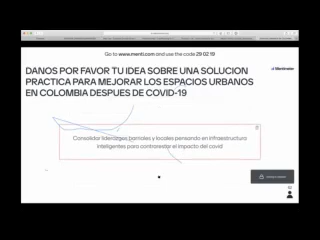 Go to www.menti.com and use the code 29 02 19
Mentimeter
DANOS POR FAVOR TU IDEA SOBRE UNA SOLUCION
PRACTICA PARA MEJORAR LOS ESPACIOS URBANOS
EN COLOMBIA DESPUES DE COVID-19
Consolidar liderazgos barriales y locales pensando en infraestructura
inteligentes para contrarrestar el impacto del covid